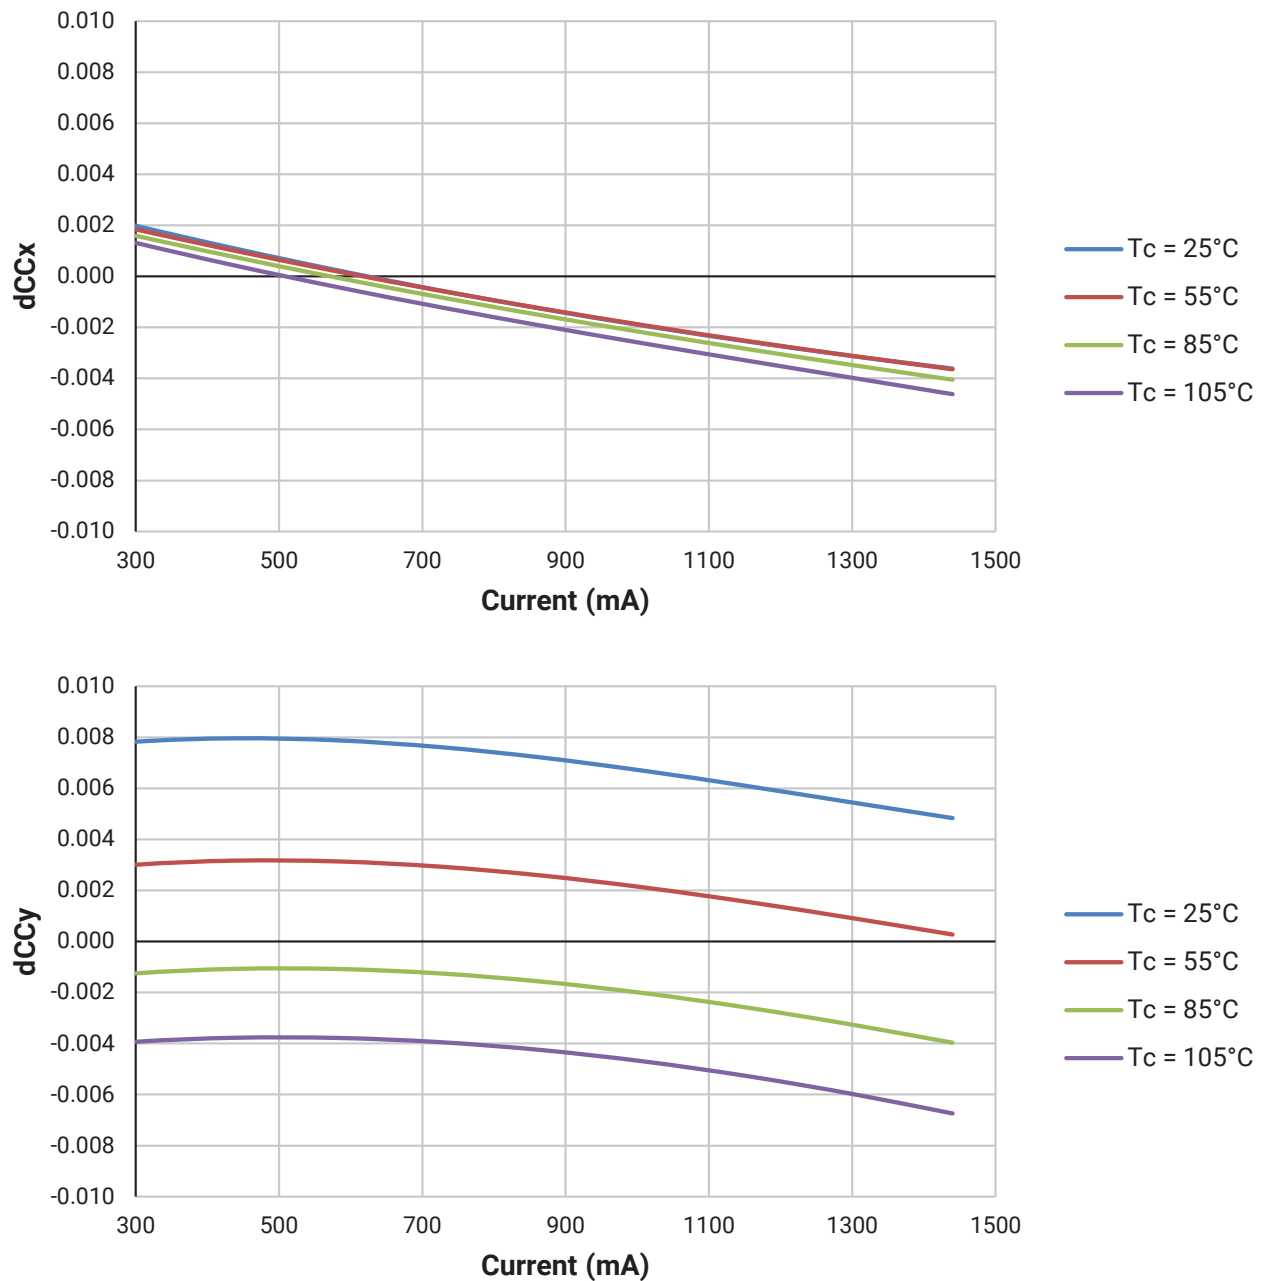 0.010
0.008
0.006
0.004
0.002
0.000
-0.002
-0.004
-0.006
-0.008
-0.010
dCCx
300 500 700 900 1100 1300 1500
Current (mA)
Tc = 25°C
Tc = 55°C
Tc = 85°C
Tc = 105°C
0.010
0.008
0.006
0.004
0.002
0.000
-0.002
-0.004
-0.006
-0.008
-0.010
dCCy
300 500 700 900 1100 1300 1500
Current (mA)
Tc = 25°C
Tc = 55°C
Tc = 85°C
Tc = 105°C